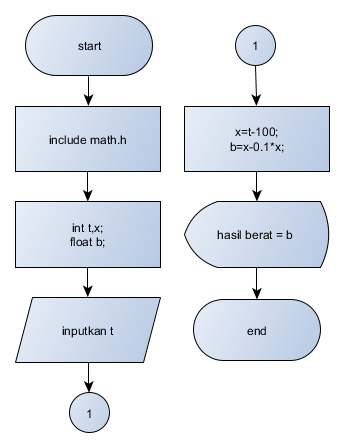 start
include math.h
int t,x;
float b;
inputkan t
1
1
x=t-100;
b=x-0.1*x;
hasil berat = b
end